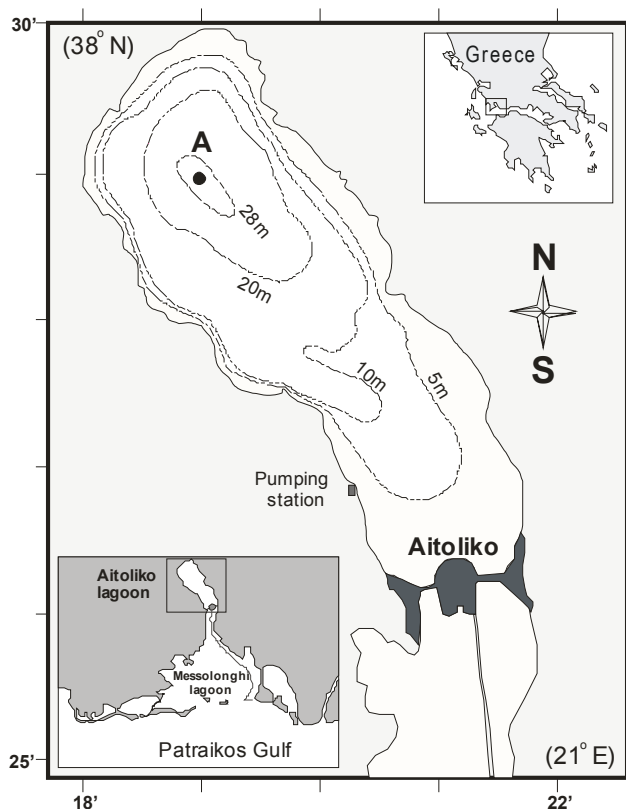 30'
(38° N)
Greece
A
28m
20m
N
S
10m
5m
Pumping
station
Aitoliko
Aitoliko
lagoon
Messolonghi
lagoon
Patraikos Gulf
(21° E)
25'
18'
22'